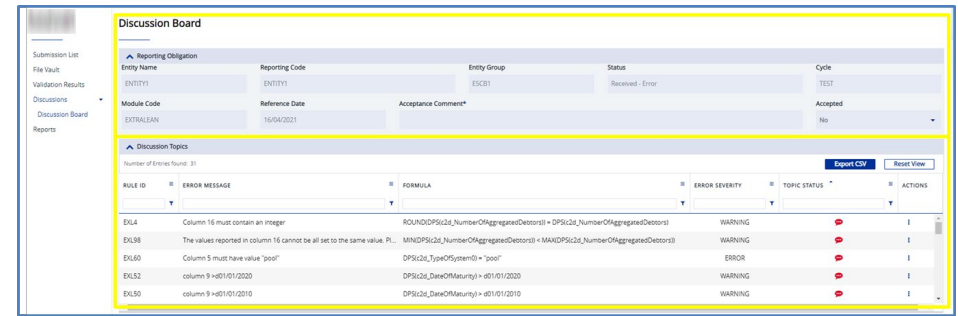 Discussion Board
Submission List
File Vault
Validation Results
Discussions
Discussion Board
Reports
Reporting Obligation
Entity Name Reporting Code Entity Group Status Cycle
ENTITY1 ENTITY1 ESCB1 Received - Error TEST
Module Code Reference Date Acceptance Comment* Accepted
EXTRALEAN 16/04/2021 No
Discussion Topics
Number of Entries found: 31 Export CSV Reset View
RULE ID ERROR MESSAGE FORMULA ERROR SEVERITY TOPIC STATUS ACTIONS
EXL4 Column 16 must contain an integer ROUND(DPS(c2d_NumberOfAggregatedDebtors)) = DPS(c2d_NumberOfAggregatedDebtors) WARNING
EXL98 The values reported in column 16 cannot be all set to the same value. Pl... MIN(DPS(c2d_NumberOfAggregatedDebtors)) < MAX(DPS(c2d_NumberOfAggregatedDebtors)) WARNING
EXL60 Column 5 must have value "pool" DPS(c2d_TypeOfSystem0) = "pool" ERROR
EXL52 column 9 >d01/01/2020 DPS(c2d_DateOfMaturity) > d01/01/2020 WARNING
EXL50 column 9 >d01/01/2010 DPS(c2d_DateOfMaturity) > d01/01/2010 WARNING